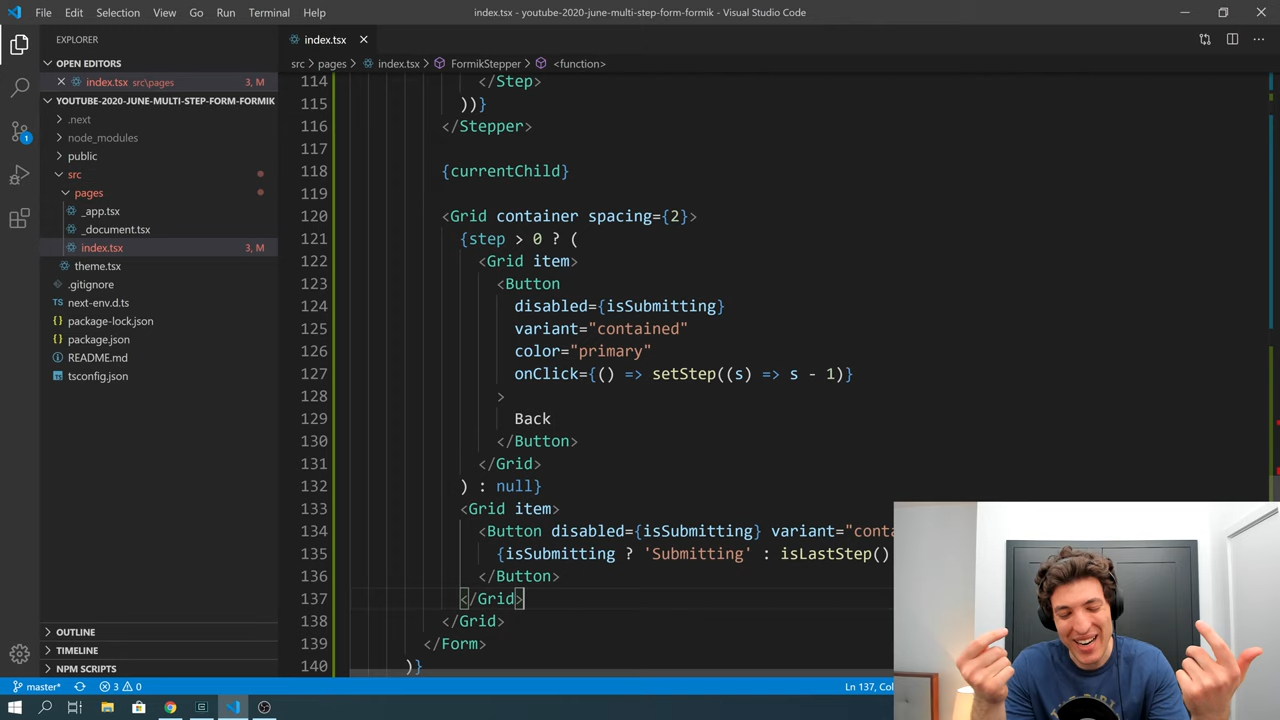 File Edit Selection View Go Run Terminal Help
index.tsx - youtube-2020-june-multi-step-form-formik - Visual Studio Code
EXPLORER
index.tsx
OPEN EDITORS
index.tsx src\pages 3, M
YOUTUBE-2020-JUNE-MULTI-STEP-FORM-FORMIK
.next
node_modules
public
src
pages
_app.tsx
_document.tsx
index.tsx 3, M
theme.tsx
.gitignore
next-env.d.ts
package-lock.json
package.json
README.md
tsconfig.json
OUTLINE
TIMELINE
NPM SCRIPTS
src > pages > index.tsx > FormikStepper > <function>
114 </Step>
115 ))}
116 </Stepper>
117
118 {currentChild}
119
120 <Grid container spacing={2}>
121 {step > 0 ? (
122 <Grid item>
123 <Button
124 disabled={isSubmitting}
125 variant="contained"
126 color="primary"
127 onClick={() => setStep((s) => s - 1)}
128 >
129 Back
130 </Button>
131 </Grid>
132 ) : null}
133 <Grid item>
134 <Button disabled={isSubmitting} variant="conta
135 {isSubmitting ? 'Submitting' : isLastStep()
136 </Button>
137 </Grid>
138 </Grid>
139 </Form>
140 )}
master* 3 0 Ln 137, Col